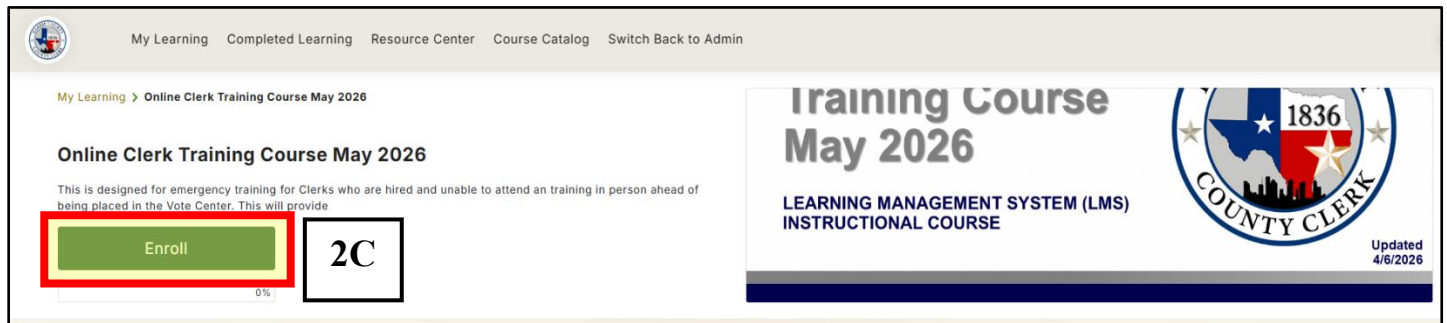 My Learning Completed Learning Resource Center Course Catalog Switch Back to Admin
My Learning > Online Clerk Training Course May 2026
Online Clerk Training Course May 2026
This is designed for emergency training for Clerks who are hired and unable to attend an training in person ahead of
being placed in the Vote Center. This will provide
Enroll
2C
0%
Training Course
May 2026
LEARNING MANAGEMENT SYSTEM (LMS)
INSTRUCTIONAL COURSE
1836
COUNTY CLERK
Updated
4/6/2026